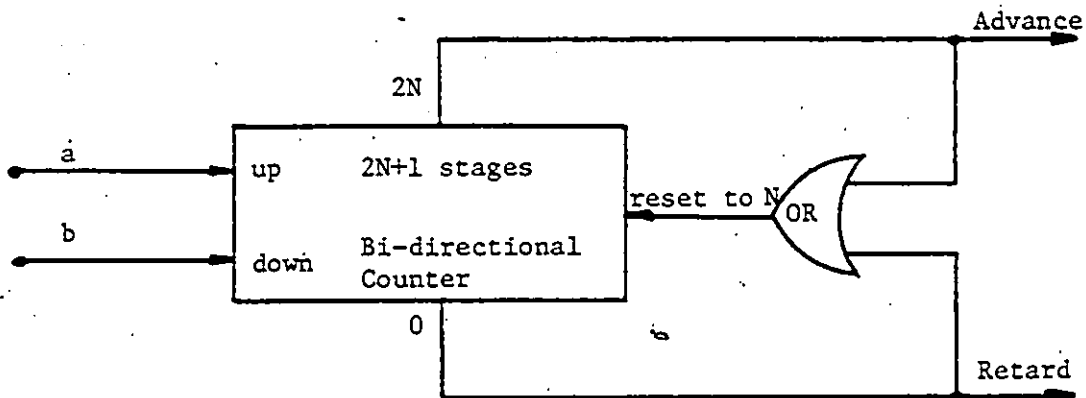 Advance
2N
a
up
2N+1 stages
reset to N
OR
b
down
Bi-directional
Counter
0
Retard